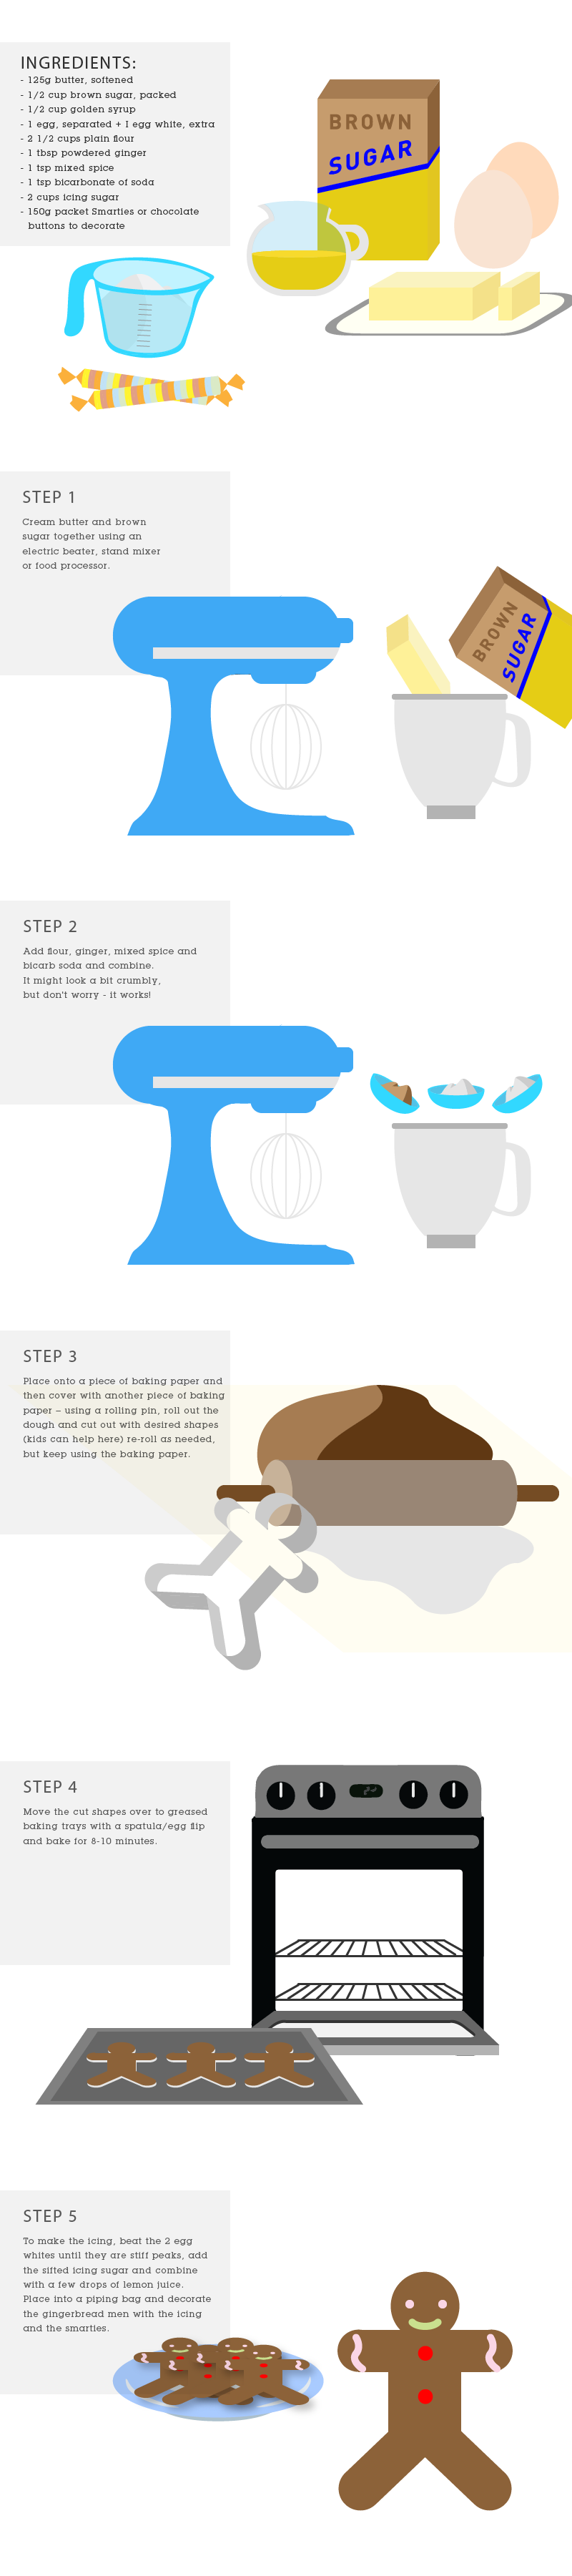 INGREDIENTS:
- 125g butter, softened
- 1/2 cup brown sugar, packed
- 1/2 cup golden syrup
- 1 egg, separated + I egg white, extra
- 2 1/2 cups plain flour
- 1 tbsp powdered ginger
- 1 tsp mixed spice
- 1 tsp bicarbonate of soda
- 2 cups icing sugar
- 150g packet Smarties or chocolate
buttons to decorate
BROWN
SUGAR
STEP 1
Cream butter and brown
sugar together using an
electric beater, stand mixer
or food processor.
BROWN
SUGAR
STEP 2
Add flour, ginger, mixed spice and
bicarb soda and combine.
It might look a bit crumbly,
but don't worry - it works!
STEP 3
Place onto a piece of baking paper and
then cover with another piece of baking
paper – using a rolling pin, roll out the
dough and cut out with desired shapes
(kids can help here) re-roll as needed,
but keep using the baking paper.
STEP 4
Move the cut shapes over to greased
baking trays with a spatula/egg flip
and bake for 8-10 minutes.
STEP 5
To make the icing, beat the 2 egg
whites until they are stiff peaks, add
the sifted icing sugar and combine
with a few drops of lemon juice.
Place into a piping bag and decorate
the gingerbread men with the icing
and the smarties.